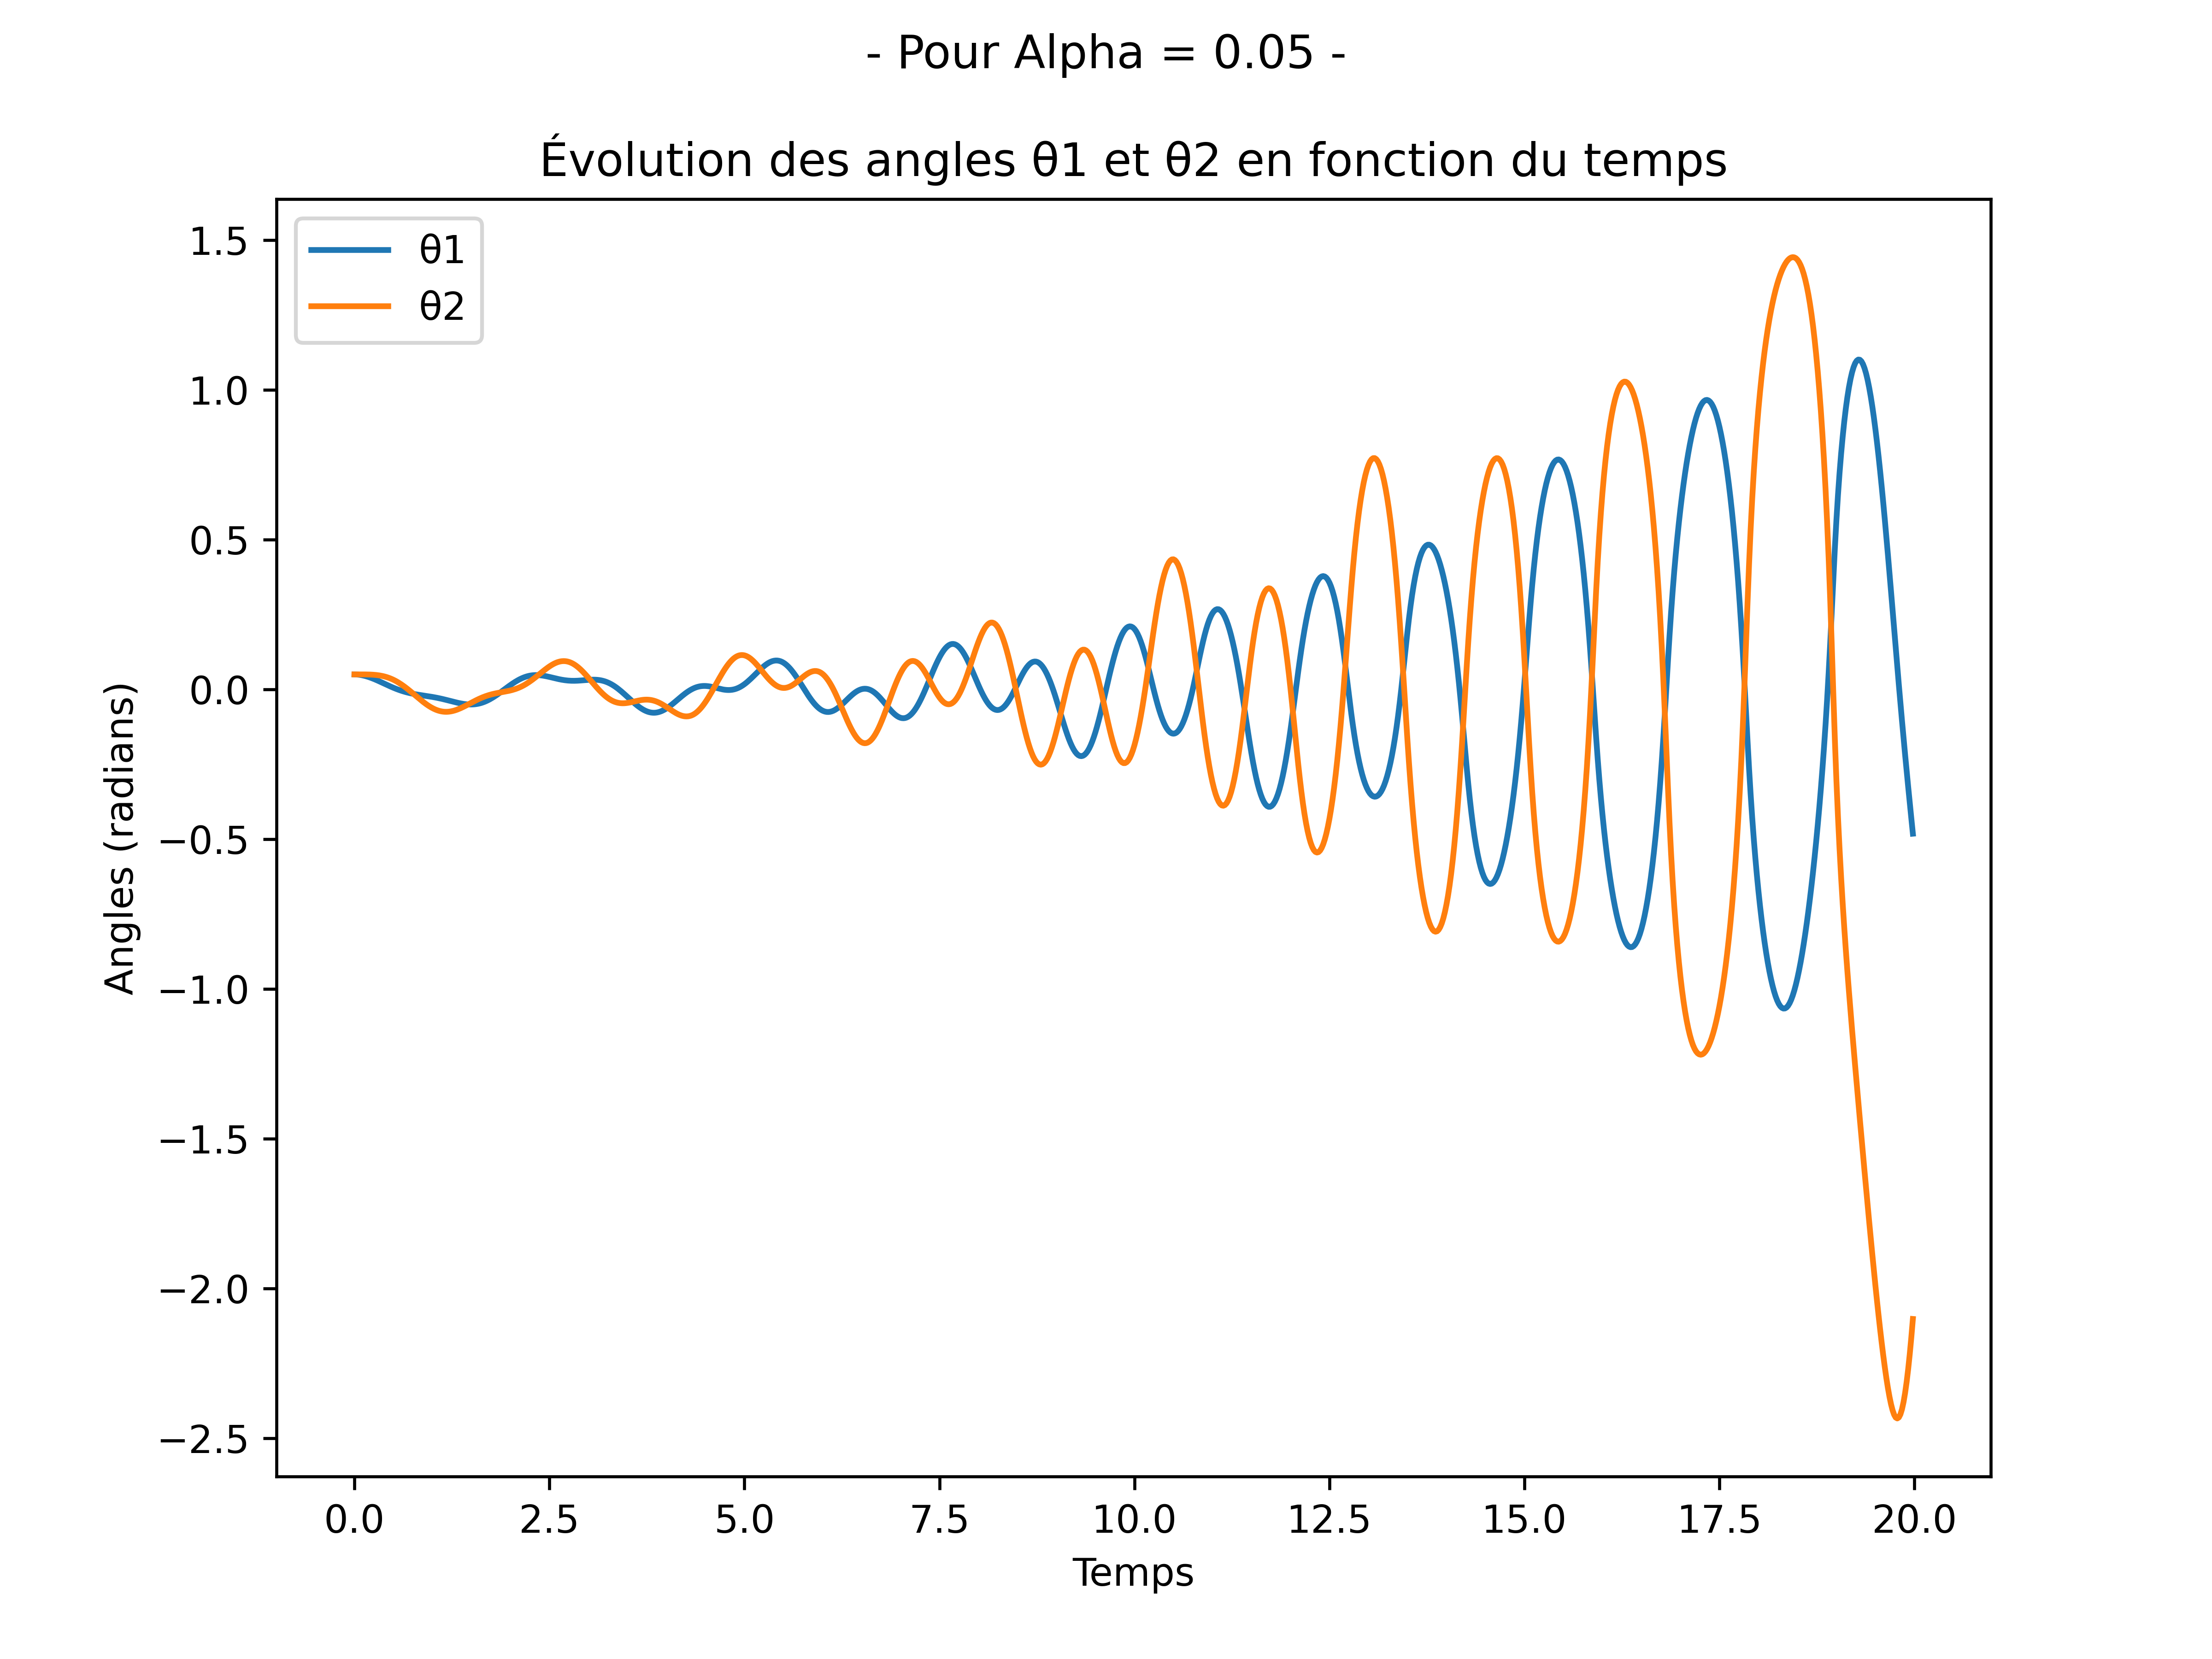 - Pour Alpha = 0.05 -
Évolution des angles θ1 et θ2 en fonction du temps
θ1
θ2
1.5
1.0
0.5
0.0
−0.5
−1.0
−1.5
−2.0
−2.5
Angles (radians)
0.0 2.5 5.0 7.5 10.0 12.5 15.0 17.5 20.0
Temps